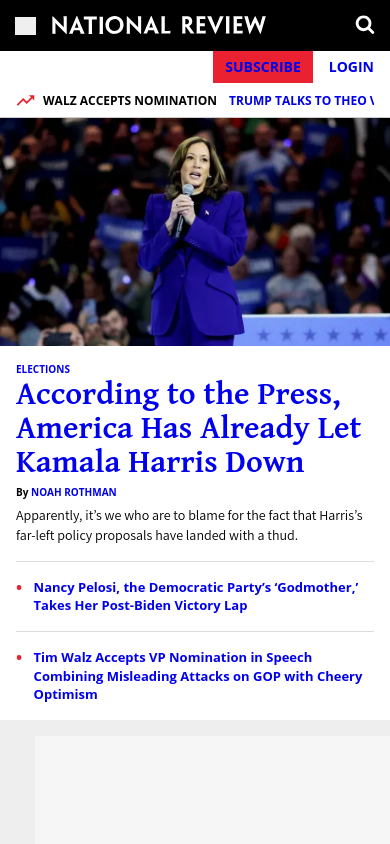 NATIONAL REVIEW
SUBSCRIBE LOGIN
WALZ ACCEPTS NOMINATION TRUMP TALKS TO THEO
ELECTIONS
According to the Press,
America Has Already Let
Kamala Harris Down
By NOAH ROTHMAN
Apparently, it’s we who are to blame for the fact that Harris’s
far-left policy proposals have landed with a thud.
Nancy Pelosi, the Democratic Party’s ‘Godmother,’
Takes Her Post-Biden Victory Lap
Tim Walz Accepts VP Nomination in Speech
Combining Misleading Attacks on GOP with Cheery
Optimism